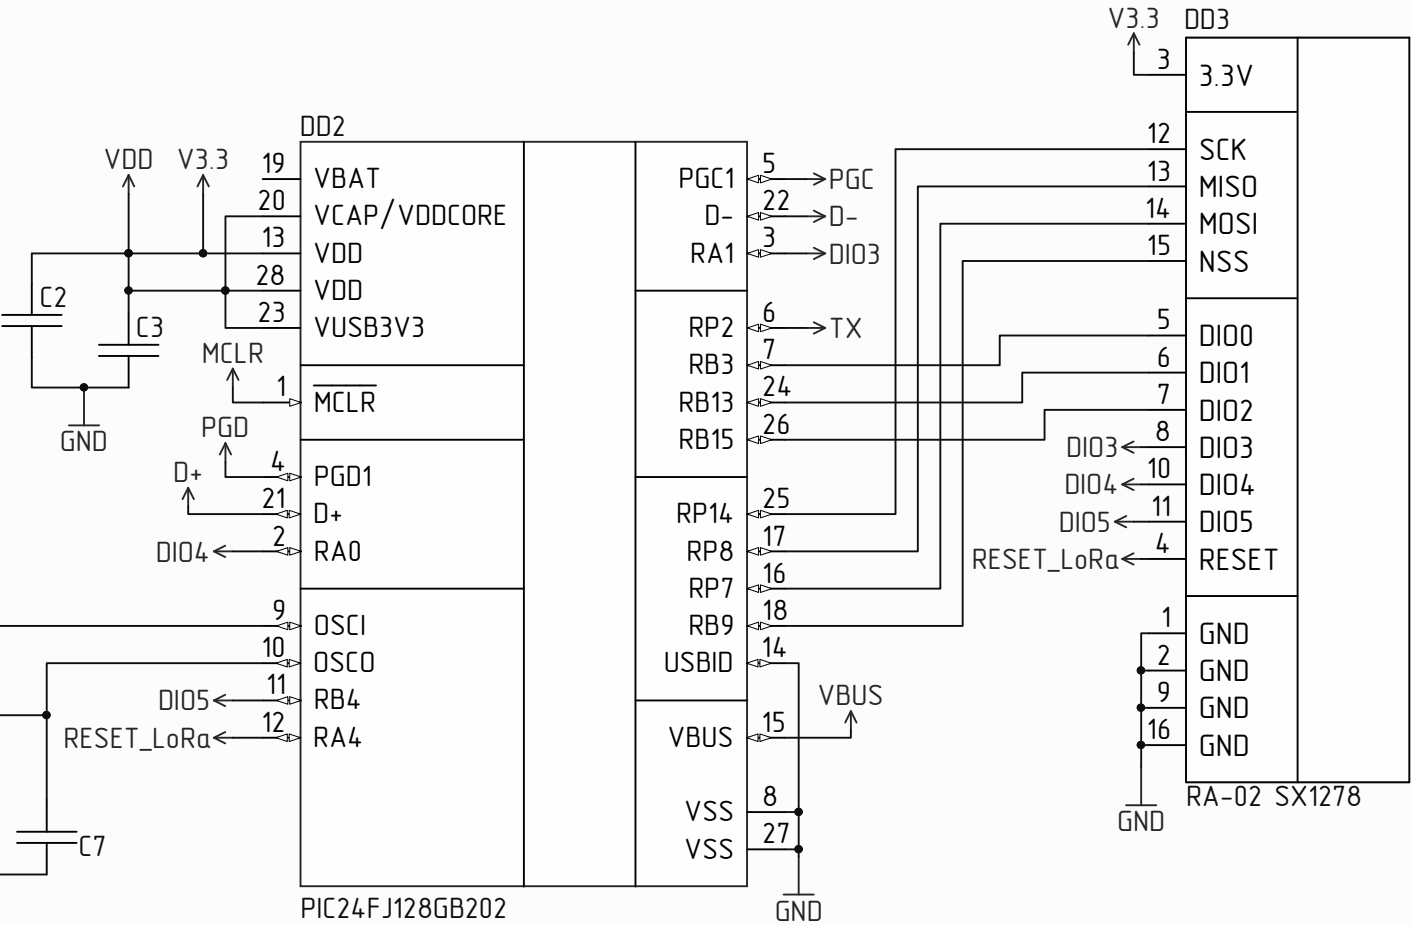 V3.3 DD3
3 3.3V
12 SCK
13 MISO
14 MOSI
15 NSS
5 DIO0
6 DIO1
7 DIO2
DIO3 8 DIO3
DIO4 10 DIO4
DIO5 11 DIO5
RESET_LoRa 4 RESET
1 GND
2 GND
9 GND
16 GND
GND
RA-02 SX1278
DD2
VDD V3.3
19 VBAT
20 VCAP/VDDCORE
13 VDD
28 VDD
23 VUSB3V3
C2
C3
GND
MCLR
1 MCLR
PGD
4 PGD1
D+
21 D+
DIO4 2 RA0
9 OSCI
10 OSCO
DIO5 11 RB4
RESET_LoRa 12 RA4
C7
PGC1 5 PGC
D- 22 D-
RA1 3 DIO3
RP2 6 TX
RB3 7
RB13 24
RB15 26
RP14 25
RP8 17
RP7 16
RB9 18
USBID 14
VBUS
VBUS 15
VSS 8
VSS 27
GND
PIC24FJ128GB202